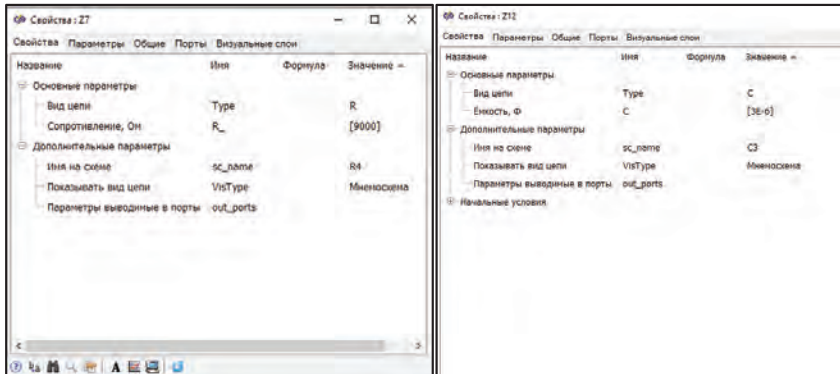 Свойства : Z7
Свойства Параметры Общие Порты Визуальные слои
Название Имя Формула Значение
Основные параметры
Вид цепи Type R
Сопротивление, Ом R_ [9000]
Дополнительные параметры
Имя на схеме sc_name R4
Показывать вид цепи VisType Мнемосхема
Параметры выводимые в порты out_ports
Свойства : Z12
Свойства Параметры Общие Порты Визуальные слои
Название Имя Формула Значение
Основные параметры
Вид цепи Type C
Емкость, Ф C [3E-6]
Дополнительные параметры
Имя на схеме sc_name C3
Показывать вид цепи VisType Мнемосхема
Параметры выводимые в порты out_ports
Начальные условия